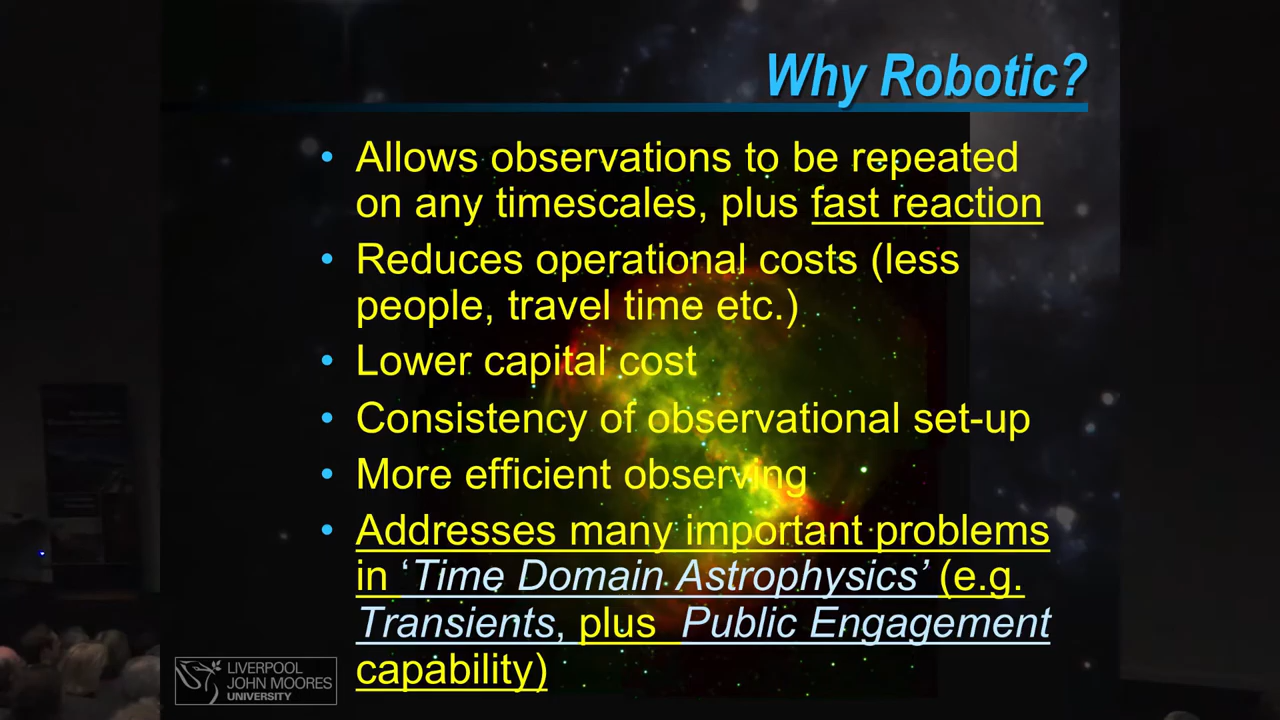 Why Robotic?
• Allows observations to be repeated
on any timescales, plus fast reaction
• Reduces operational costs (less
people, travel time etc.)
• Lower capital cost
• Consistency of observational set-up
• More efficient observing
• Addresses many important problems
in ‘Time Domain Astrophysics’ (e.g.
Transients, plus Public Engagement
capability)
LIVERPOOL
JOHN MOORES
UNIVERSITY